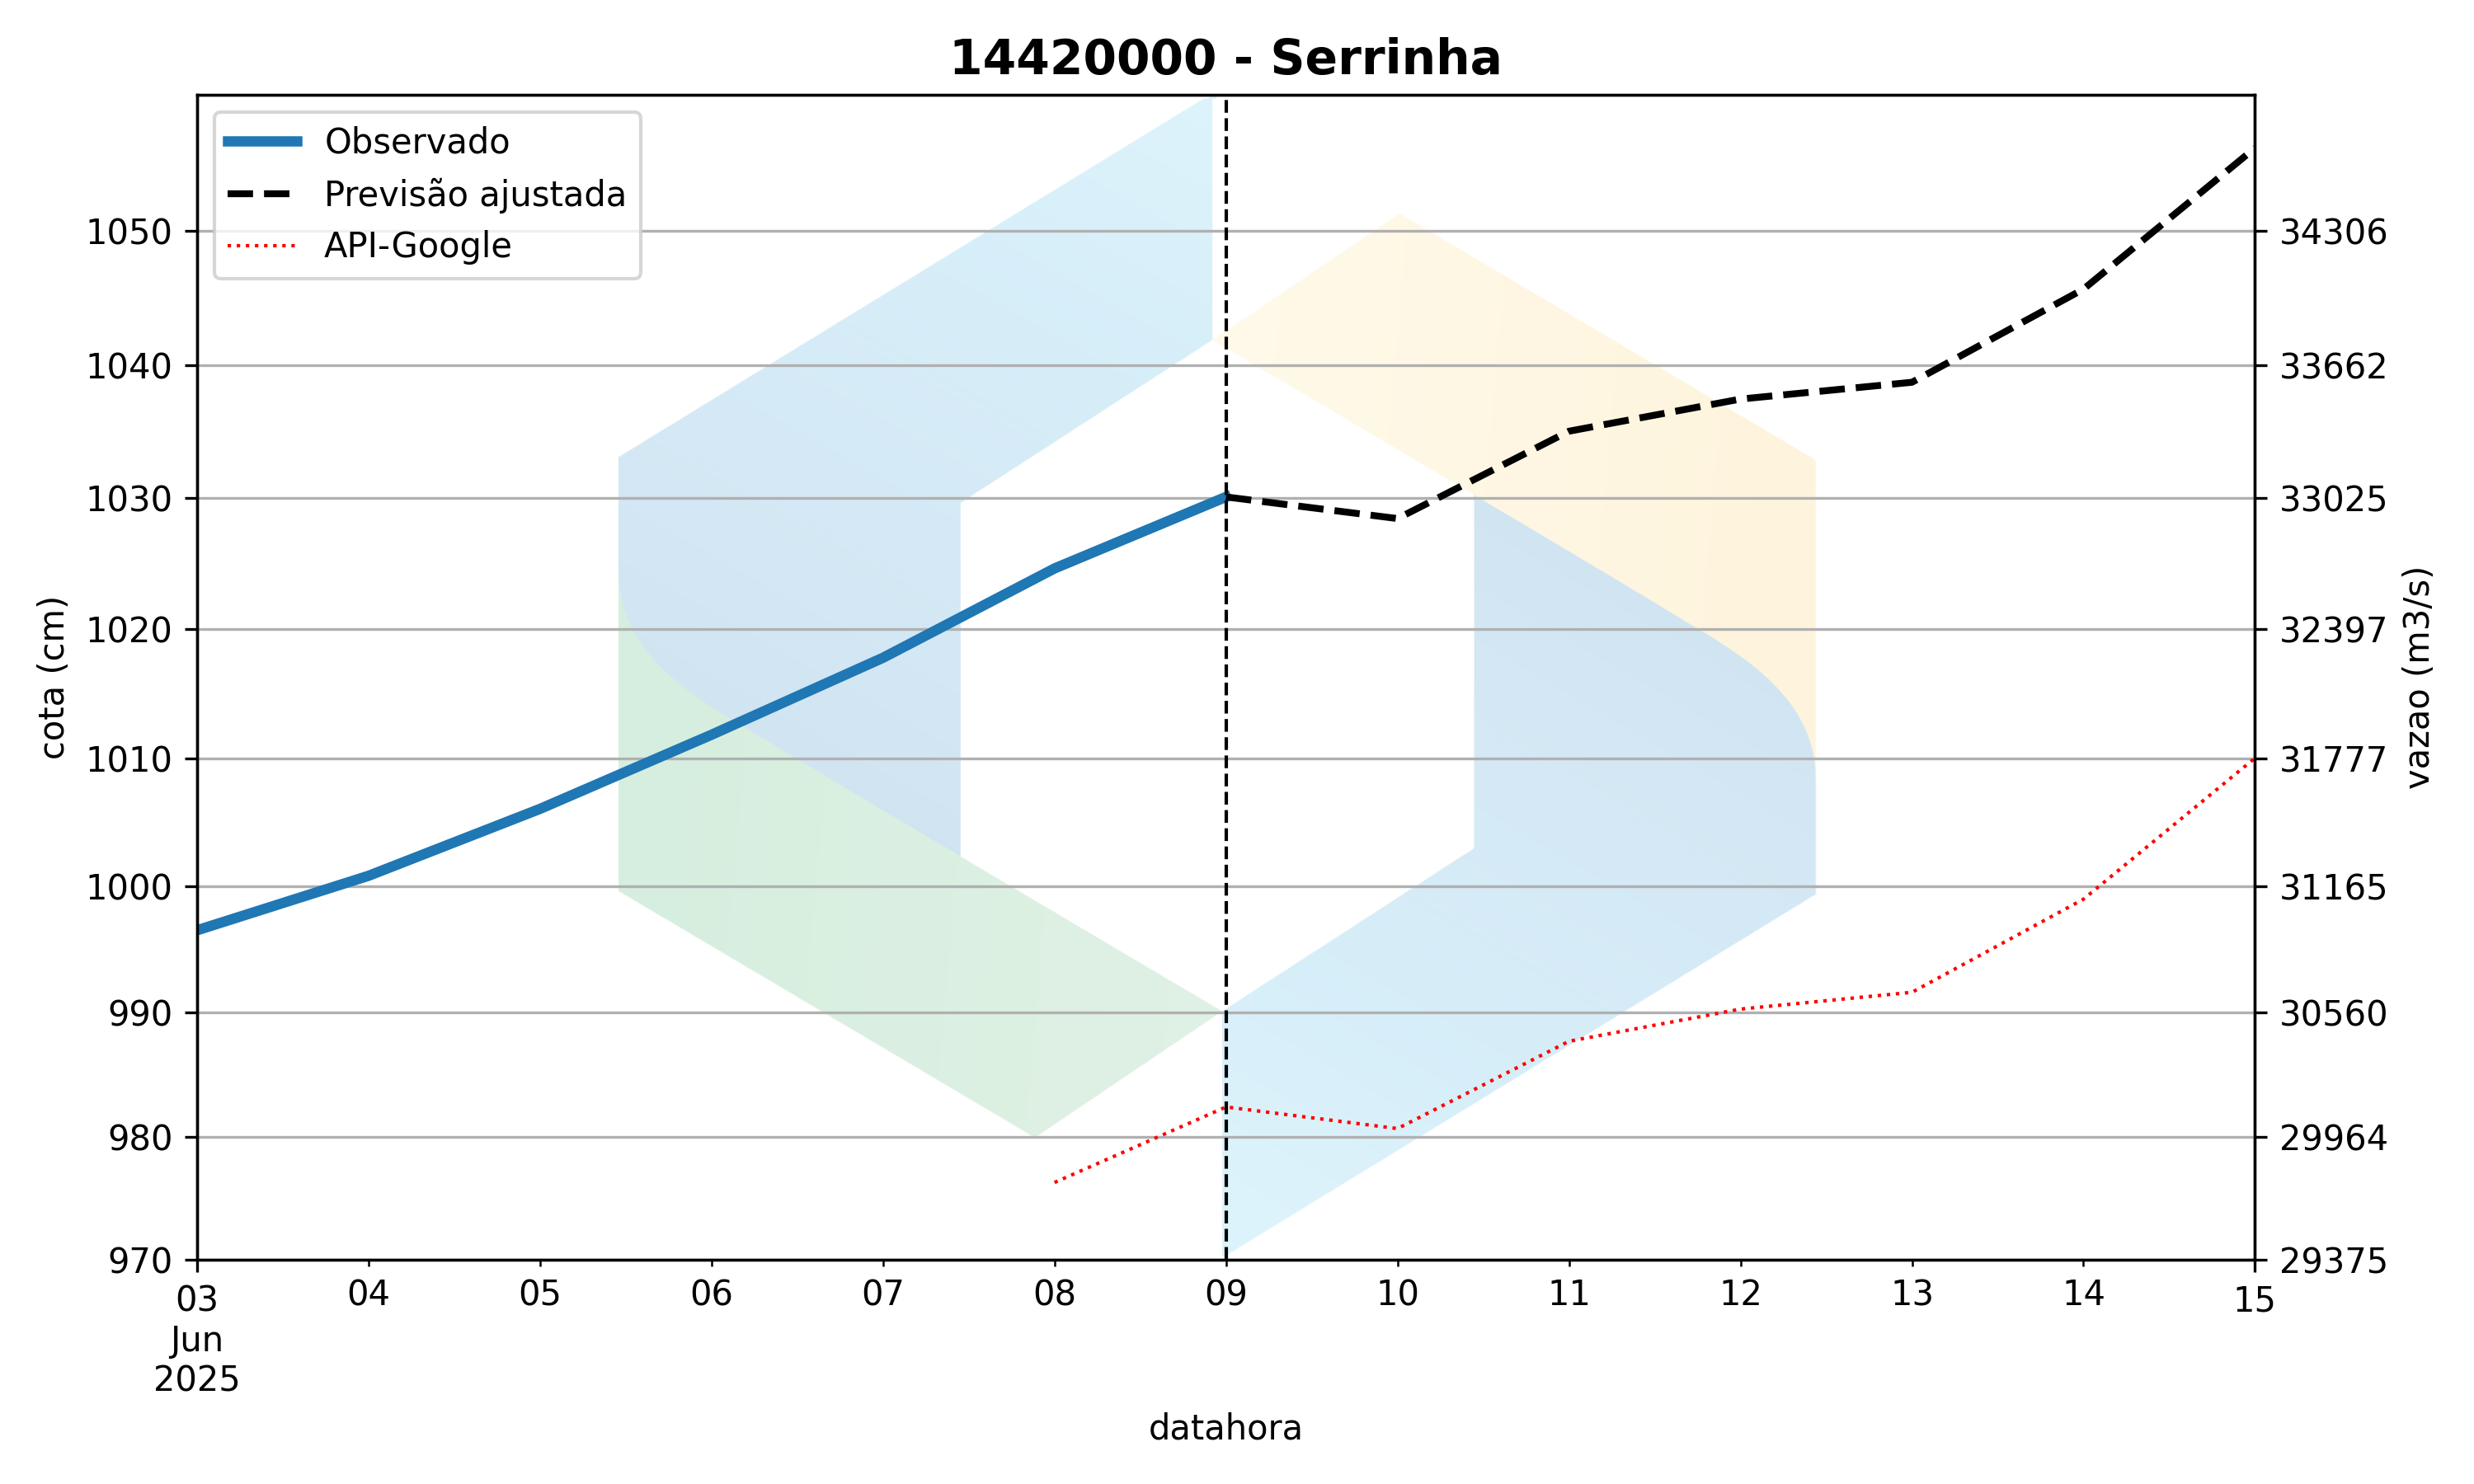 14420000 - Serrinha
Observado
Previsão ajustada
API-Google
cota (cm)
1050
1040
1030
1020
1010
1000
990
980
970
34306
33662
33025
32397
31777
31165
30560
29964
29375
vazao (m3/s)
03 04 05 06 07 08 09 10 11 12 13 14 15
Jun
2025
datahora